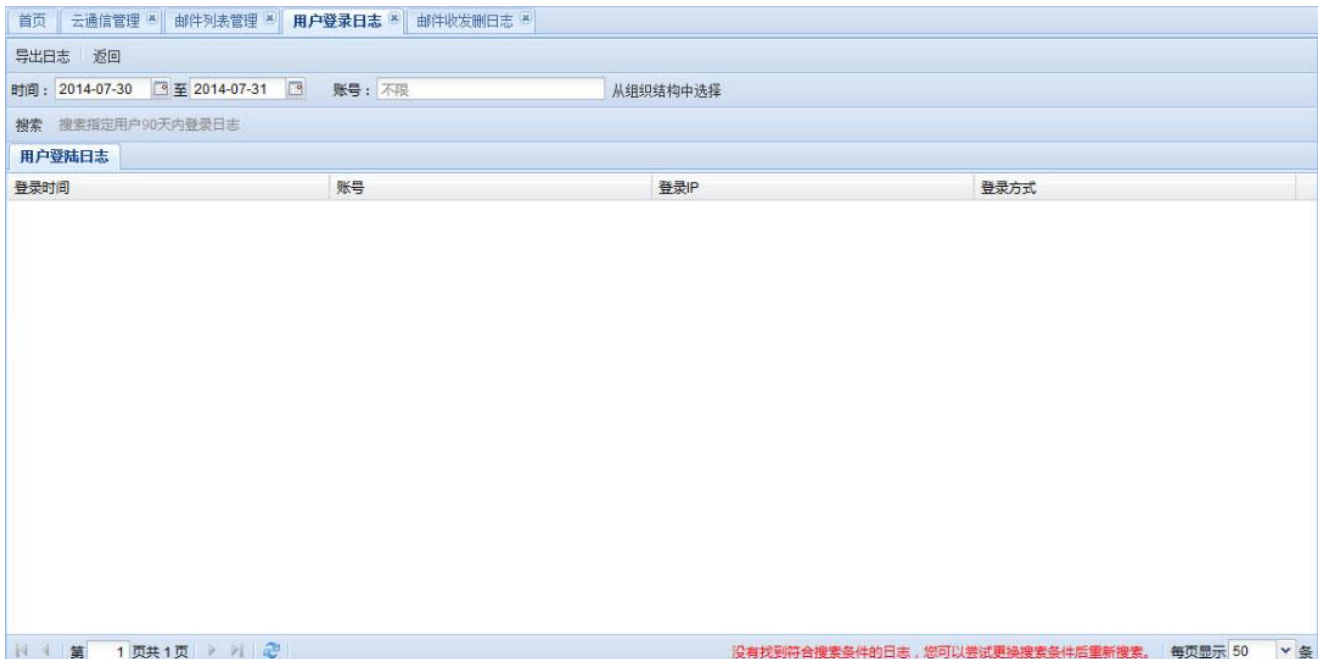 首页 云通信管理 邮件列表管理 用户登录日志 邮件收发删日志
导出日志 返回
时间： 2014-07-30 至 2014-07-31 账号： 不限 从组织结构中选择
搜索 搜索指定用户90天内登录日志
用户登陆日志
登录时间 账号 登录IP 登录方式
第 1 页共1页 没有找到符合搜素条件的日志，您可以尝试更换搜素条件后重新搜素。 每页显示 50 条